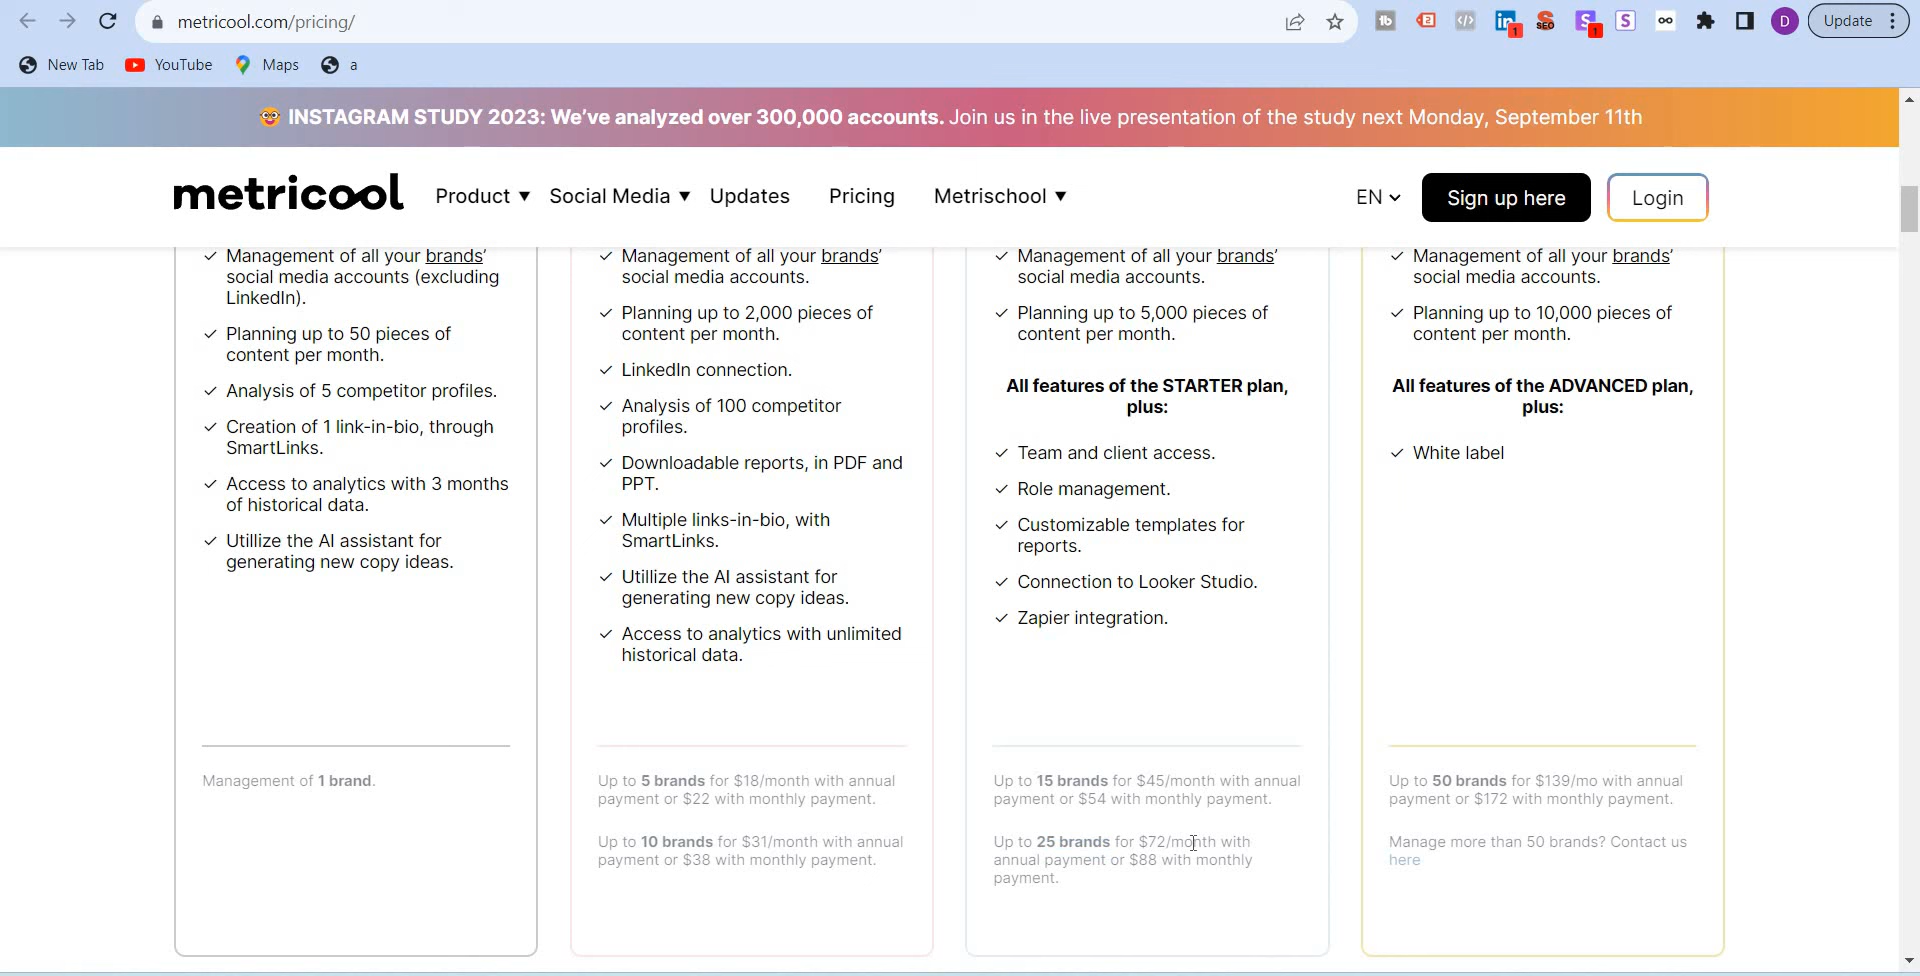 metricool.com/pricing/
Update
New Tab
YouTube
Maps
a
INSTAGRAM STUDY 2023: We've analyzed over 300,000 accounts. Join us in the live presentation of the study next Monday, September 11th
metricool
Product ▼
Social Media ▼
Updates
Pricing
Metrischool ▼
EN
Sign up here
Login
✓ Management of all your brands'
social media accounts (excluding
LinkedIn).
✓ Planning up to 50 pieces of
content per month.
✓ Analysis of 5 competitor profiles.
✓ Creation of 1 link-in-bio, through
SmartLinks.
✓ Access to analytics with 3 months
of historical data.
✓ Utillize the AI assistant for
generating new copy ideas.
Management of 1 brand.
✓ Management of all your brands'
social media accounts.
✓ Planning up to 2,000 pieces of
content per month.
✓ LinkedIn connection.
✓ Analysis of 100 competitor
profiles.
✓ Downloadable reports, in PDF and
PPT.
✓ Multiple links-in-bio, with
SmartLinks.
✓ Utillize the AI assistant for
generating new copy ideas.
✓ Access to analytics with unlimited
historical data.
Up to 5 brands for $18/month with annual
payment or $22 with monthly payment.
Up to 10 brands for $31/month with annual
payment or $38 with monthly payment.
✓ Management of all your brands'
social media accounts.
✓ Planning up to 5,000 pieces of
content per month.
All features of the STARTER plan,
plus:
✓ Team and client access.
✓ Role management.
✓ Customizable templates for
reports.
✓ Connection to Looker Studio.
✓ Zapier integration.
Up to 15 brands for $45/month with annual
payment or $54 with monthly payment.
Up to 25 brands for $72/month with
annual payment or $88 with monthly
payment.
✓ Management of all your brands'
social media accounts.
✓ Planning up to 10,000 pieces of
content per month.
All features of the ADVANCED plan,
plus:
✓ White label
Up to 50 brands for $139/mo with annual
payment or $172 with monthly payment.
Manage more than 50 brands? Contact us
here